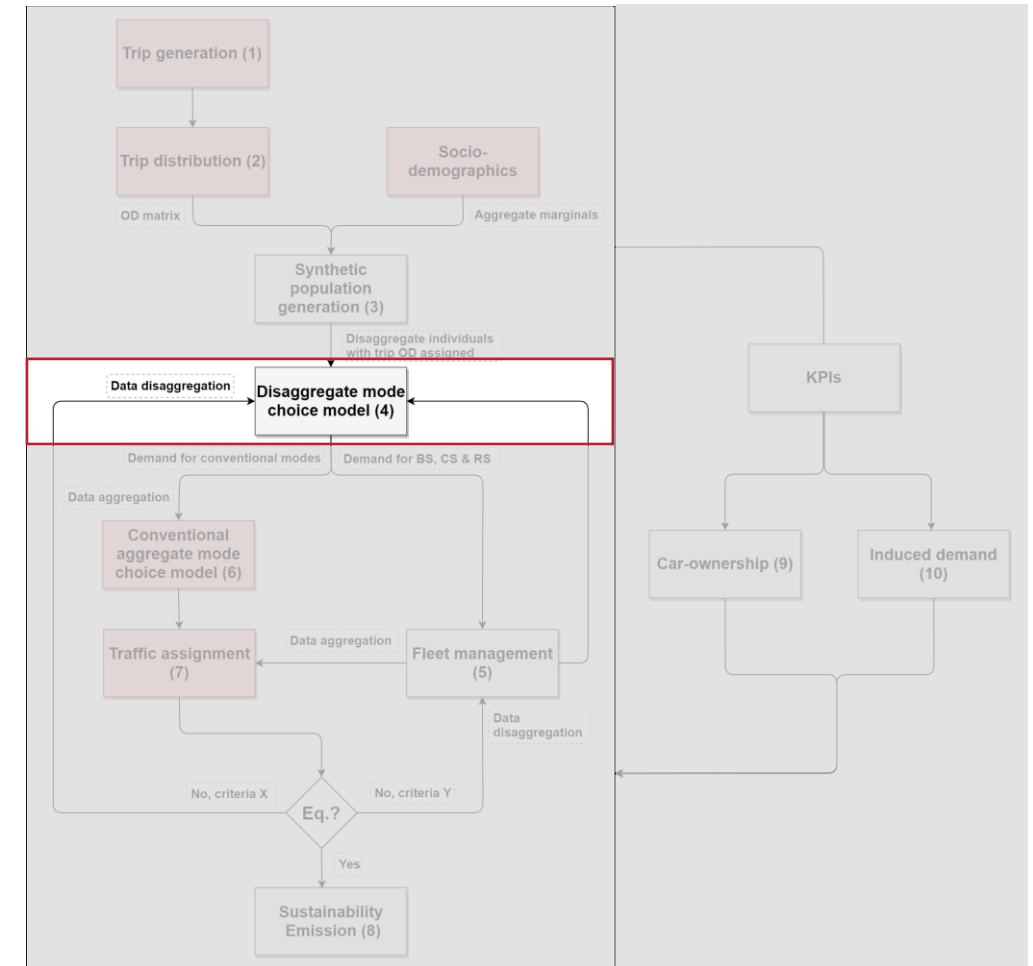 Trip generation (1)
Trip distribution (2)
Socio-
demographics
OD matrix
Aggregate marginals
Synthetic
population
generation (3)
Disaggregate individuals
with trip OD assigned
Data disaggregation
Disaggregate mode
choice model (4)
KPIs
Demand for conventional modes
Demand for BS, CS & RS
Data aggregation
Conventional
aggregate mode
choice model (6)
Car-ownership (9)
Induced demand
(10)
Traffic assignment
(7)
Data aggregation
Fleet management
(5)
Data
disaggregation
No, criteria X
No, criteria Y
Eq.?
Yes
Sustainability
Emission (8)